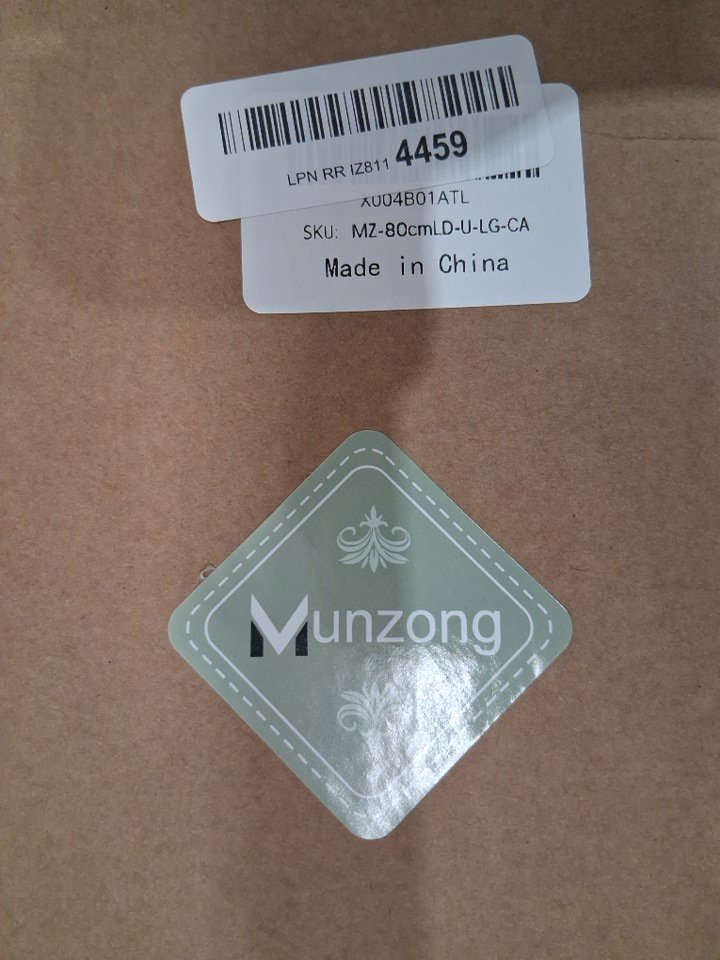 LPN RR IZ811 4459
X004B01ATL
SKU: MZ-80cmLD-U-LG-CA
Made in China
Munzong